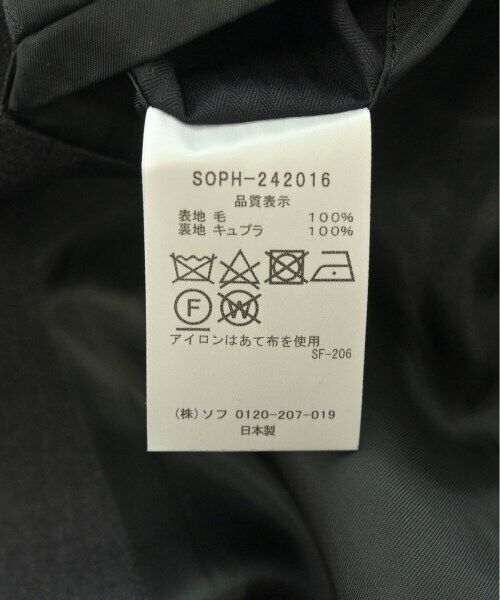 SOPH-242016
品質表示
表地 毛 100%
裏地 キュプラ 100%
F W
アイロンはあて布を使用
SF-206
(株) ソフ 0120-207-019
日本製